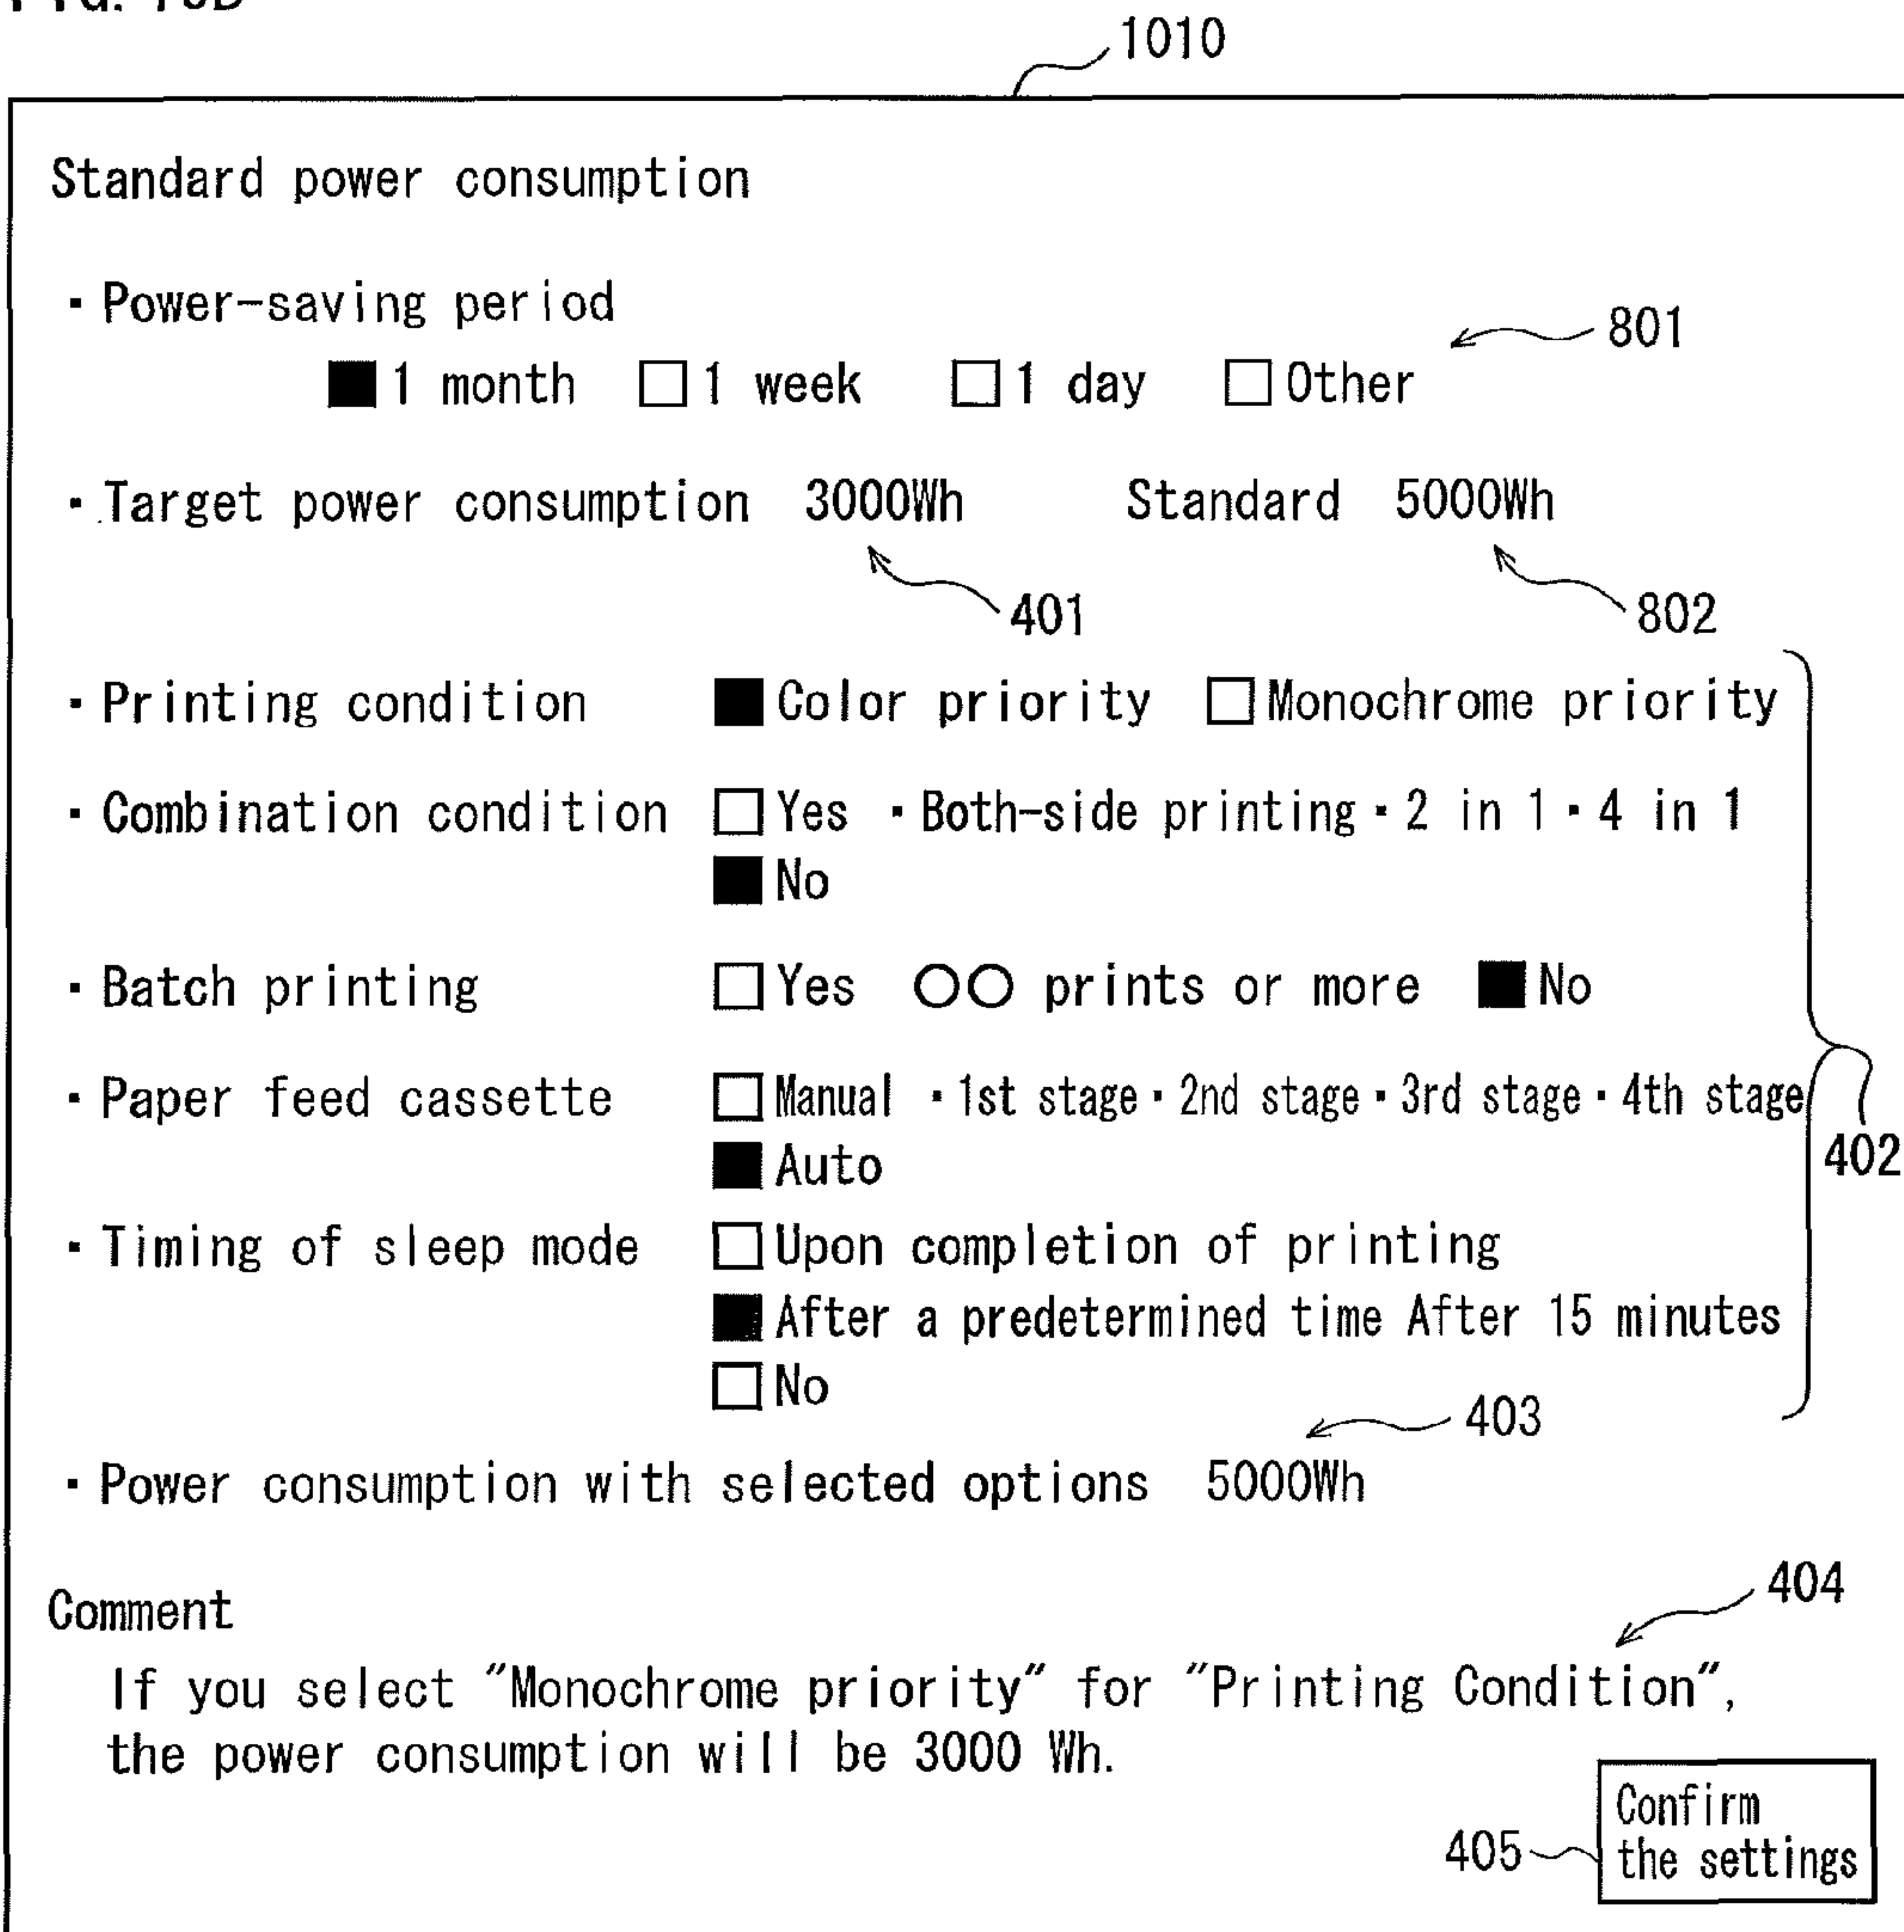 1010
Standard power consumption
・Power-saving period
■1 month □1 week □1 day □Other 801
・Target power consumption 3000Wh Standard 5000Wh
401 802
・Printing condition ■Color priority □Monochrome priority
・Combination condition □Yes ・Both-side printing・2 in 1・4 in 1
■No
・Batch printing □Yes ○○ prints or more ■No
・Paper feed cassette □Manual ・1st stage・2nd stage・3rd stage・4th stage
402
■Auto
・Timing of sleep mode □Upon completion of printing
■After a predetermined time After 15 minutes
□No
403
・Power consumption with selected options 5000Wh
404
Comment
If you select "Monochrome priority" for "Printing Condition",
the power consumption will be 3000 Wh.
Confirm
405 the settings